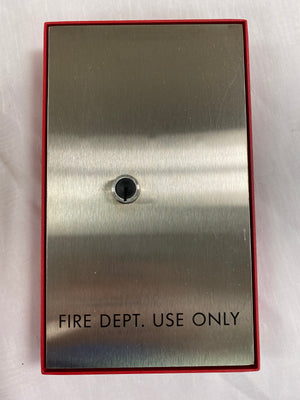 FIRE DEPT. USE ONLY